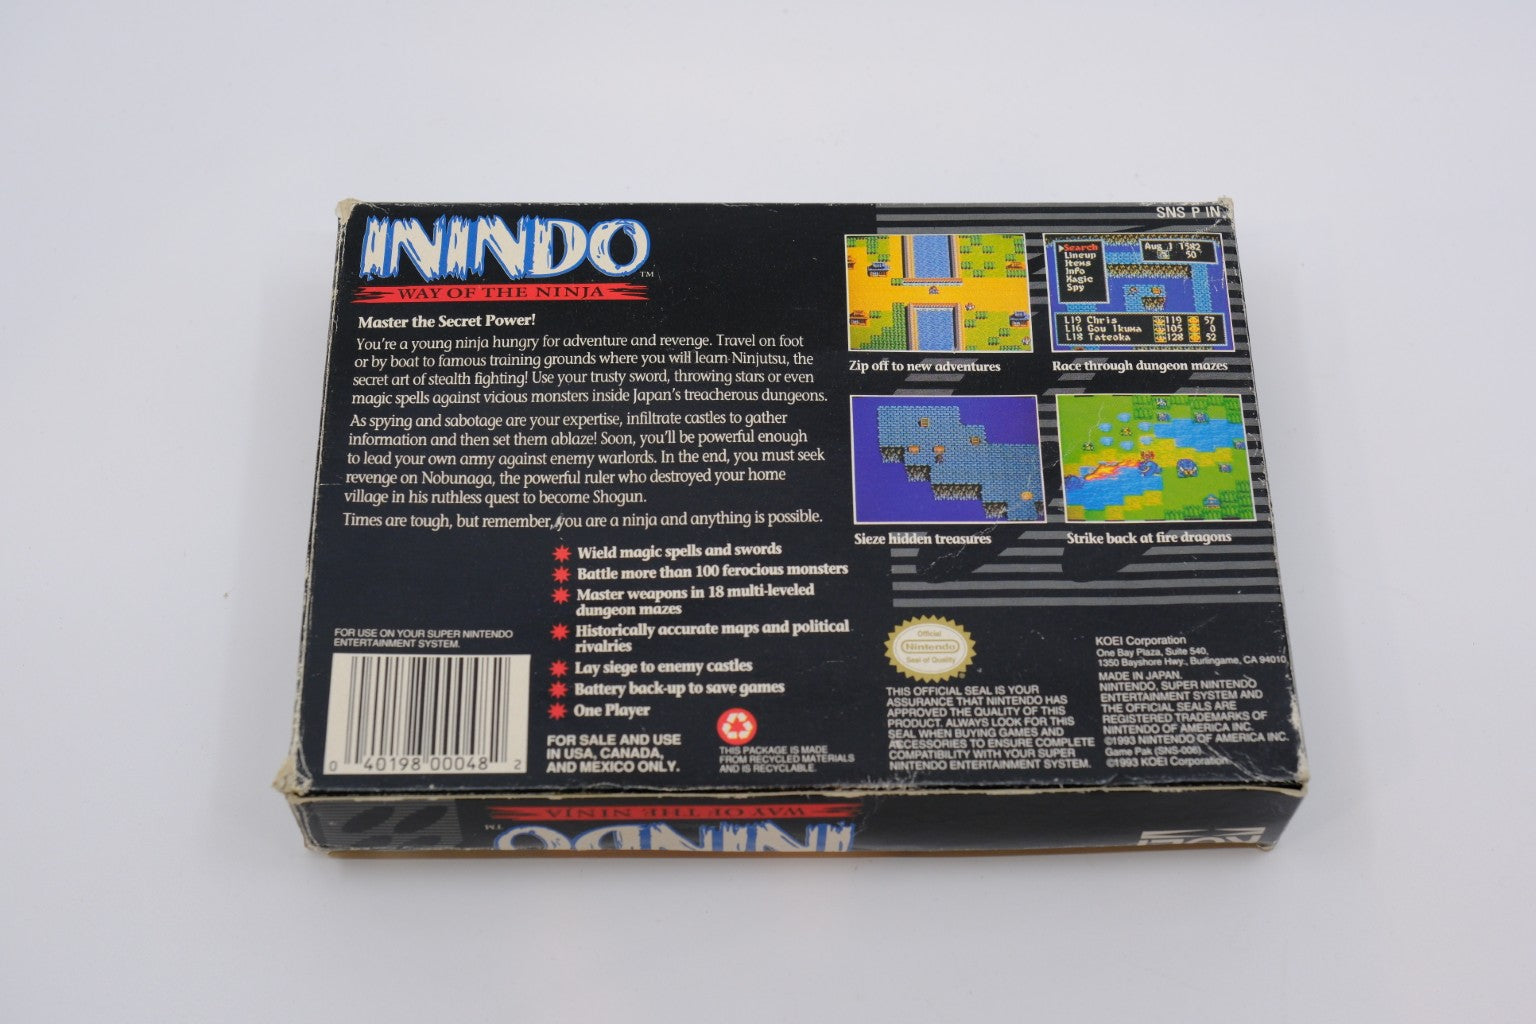 ININDO
TM
WAY OF THE NINJA
Master the Secret Power!
You're a young ninja hungry for adventure and revenge. Travel on foot
or by boat to famous training grounds where you will learn Ninjutsu, the
secret art of stealth fighting! Use your trusty sword, throwing stars or even
magic spells against vicious monsters inside Japan's treacherous dungeons.
As spying and sabotage are your expertise, infiltrate castles to gather
information and then set them ablaze! Soon, you'll be powerful enough
to lead your own army against enemy warlords. In the end, you must seek
revenge on Nobunaga, the powerful ruler who destroyed your home
village in his ruthless quest to become Shogun.
Times are tough, but remember, you are a ninja and anything is possible.
Wield magic spells and swords
Battle more than 100 ferocious monsters
Master weapons in 18 multi-leveled
dungeon mazes
Historically accurate maps and political
rivalries
Lay siege to enemy castles
Battery back-up to save games
One Player
FOR USE ON YOUR SUPER NINTENDO
ENTERTAINMENT SYSTEM.
0 40198 00048 2
FOR SALE AND USE
IN USA, CANADA,
AND MEXICO ONLY.
THIS PACKAGE IS MADE
FROM RECYCLED MATERIALS
AND IS RECYCLABLE.
SNS P IN
Zip off to new adventures
Search
Lineup
Items
Info
Magic
Spy
Aug 1 1582
50
L19 Chris 119 57
L16 Gou Ikuma 105 0
L18 Tateoka 128 52
Race through dungeon mazes
Sieze hidden treasures
Strike back at fire dragons
Official
Nintendo
Seal of Quality
THIS OFFICIAL SEAL IS YOUR
ASSURANCE THAT NINTENDO HAS
APPROVED THE QUALITY OF THIS
PRODUCT. ALWAYS LOOK FOR THIS
SEAL WHEN BUYING GAMES AND
ACCESSORIES TO ENSURE COMPLETE
COMPATIBILITY WITH YOUR SUPER
NINTENDO ENTERTAINMENT SYSTEM.
KOEI Corporation
One Bay Plaza, Suite 540,
1350 Bayshore Hwy., Burlingame, CA 94010
MADE IN JAPAN.
NINTENDO, SUPER NINTENDO
ENTERTAINMENT SYSTEM AND
THE OFFICIAL SEALS ARE
REGISTERED TRADEMARKS OF
NINTENDO OF AMERICA INC.
©1993 NINTENDO OF AMERICA INC.
Game Pak (SNS-006)
©1993 KOEI Corporation
WAY OF THE NINJA
ININDO
TM
KOEI